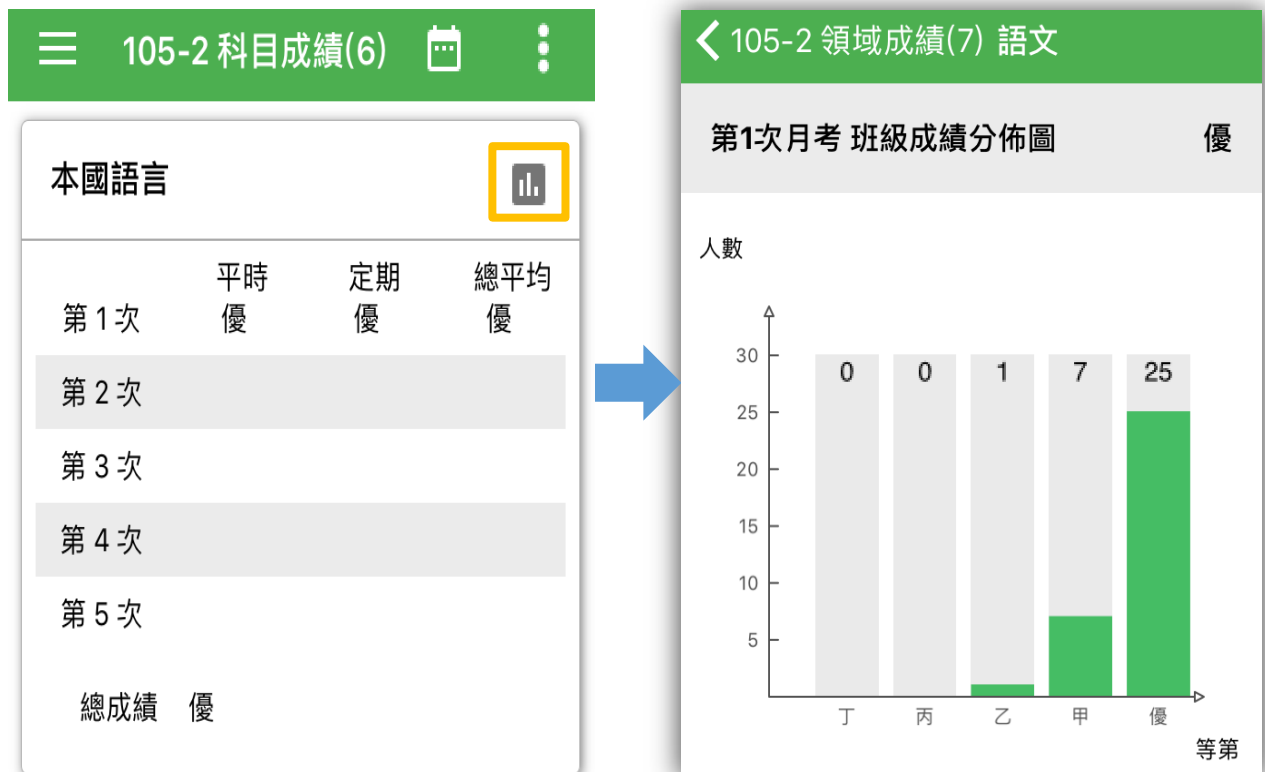 105-2 科目成績(6)
本國語言
平時 定期 總平均
第 1 次 優 優 優
第 2 次
第 3 次
第 4 次
第 5 次
總成績 優
105-2 領域成績(7) 語文
第1次月考 班級成績分佈圖 優
人數
0 0 1 7 25
30
25
20
15
10
5
丁 丙 乙 甲 優
等第